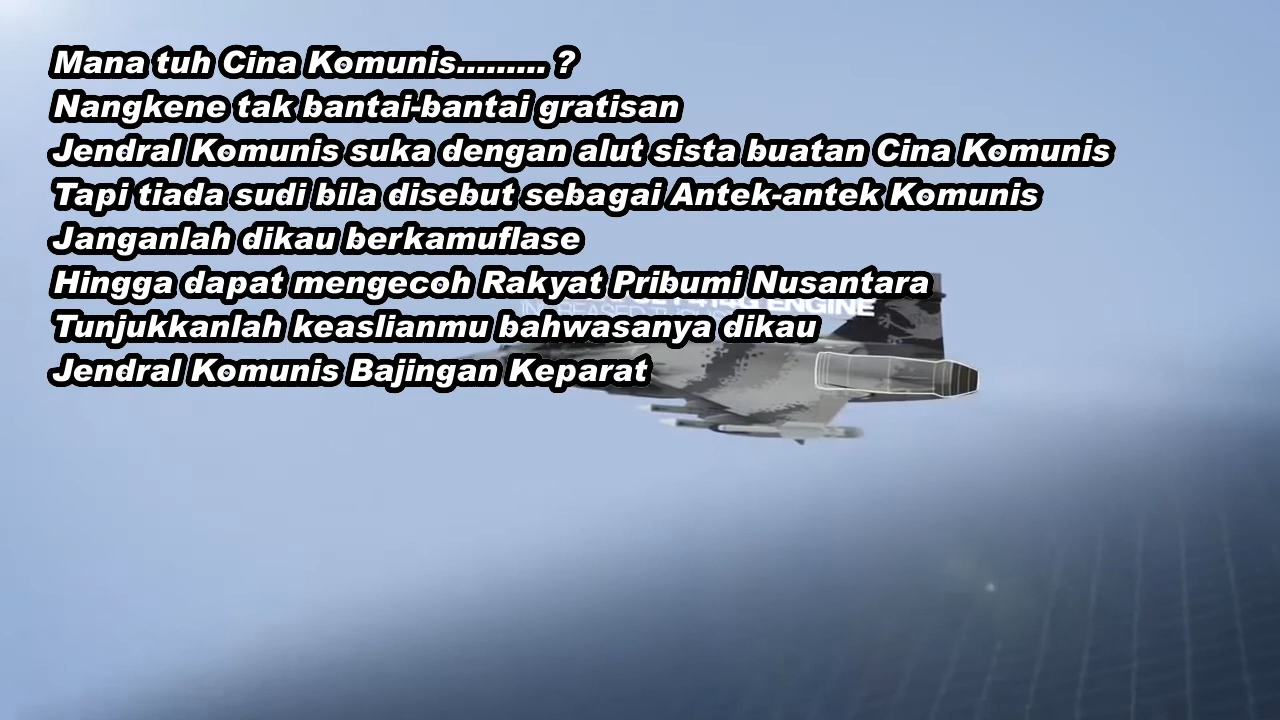 Mana tuh Cina Komunis......... ?
Nangkene tak bantai-bantai gratisan
Jendral Komunis suka dengan alut sista buatan Cina Komunis
Tapi tiada sudi bila disebut sebagai Antek-antek Komunis
Janganlah dikau berkamuflase
Hingga dapat mengecoh Rakyat Pribumi Nusantara
ENGINE
INCREASED
Tunjukkanlah keaslianmu bahwasanya dikau
Jendral Komunis Bajingan Keparat